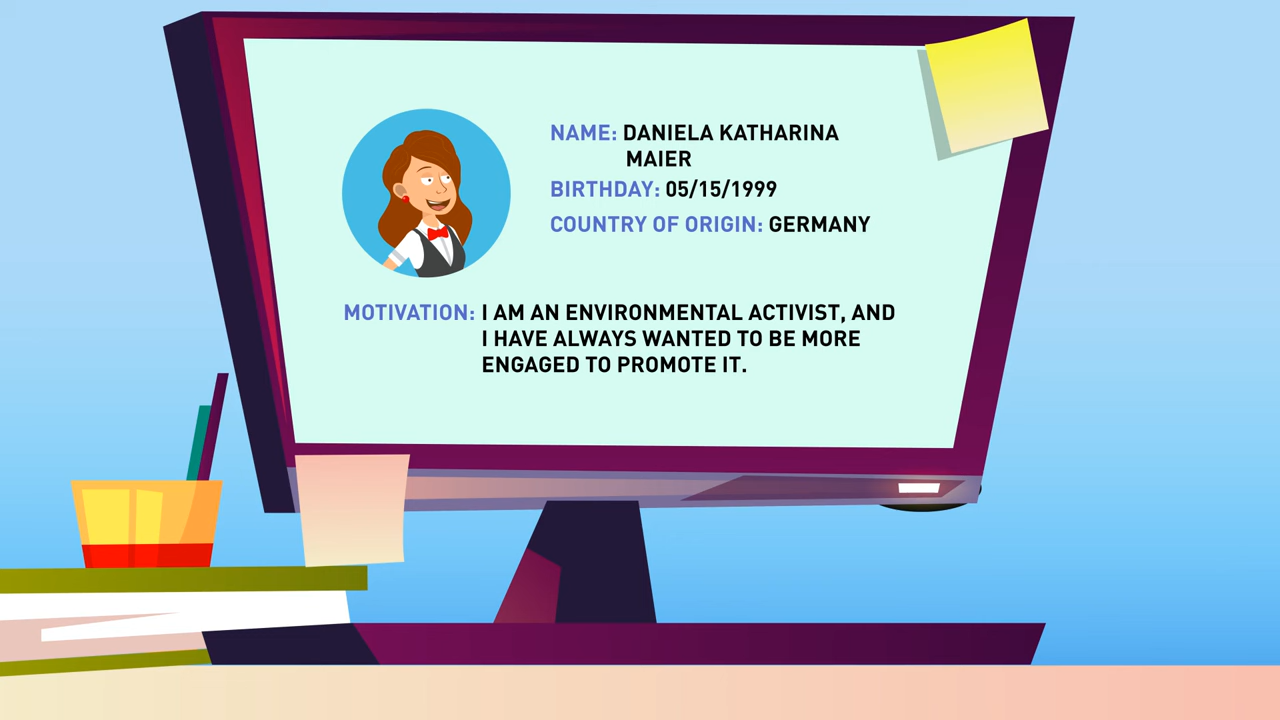 NAME: DANIELA KATHARINA
MAIER
BIRTHDAY: 05/15/1999
COUNTRY OF ORIGIN: GERMANY
MOTIVATION: I AM AN ENVIRONMENTAL ACTIVIST, AND
I HAVE ALWAYS WANTED TO BE MORE
ENGAGED TO PROMOTE IT.